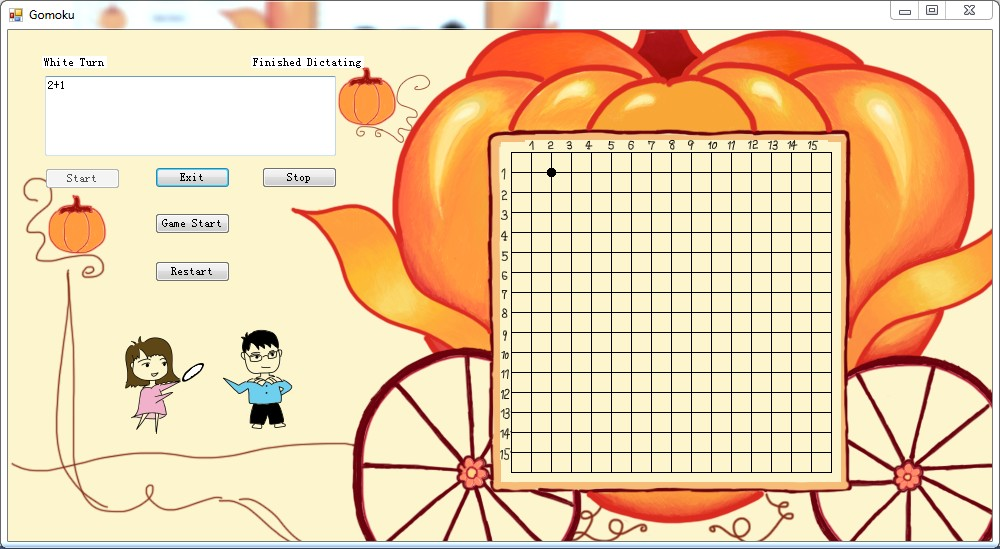 Gomoku
White Turn
Finished Dictating
2+1
Start
Exit
Stop
Game Start
Restart
1 2 3 4 5 6 7 8 9 10 11 12 13 14 15
1
2
3
4
5
6
7
8
9
10
11
12
13
14
15